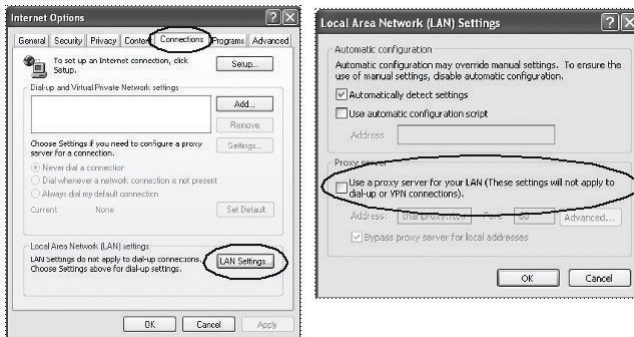 Internet Options
General Security Privacy Content Connections Programs Advanced
To set up an Internet connection, click
Setup.
Setup...
Dial-up and Virtual Private Network settings
Add...
Remove
Choose Settings if you need to configure a proxy
server for a connection.
Settings...
Never dial a connection
Dial whenever a network connection is not present
Always dial my default connection
Current None
Set Default
Local Area Network (LAN) settings
LAN Settings do not apply to dial-up connections.
Choose Settings above for dial-up settings.
LAN Settings...
OK Cancel Apply
Local Area Network (LAN) Settings
Automatic configuration
Automatic configuration may override manual settings. To ensure the
use of manual settings, disable automatic configuration.
Automatically detect settings
Use automatic configuration script
Address
Proxy server
Use a proxy server for your LAN (These settings will not apply to
dial-up or VPN connections).
Address: Port: 80 Advanced...
Bypass proxy server for local addresses
OK Cancel